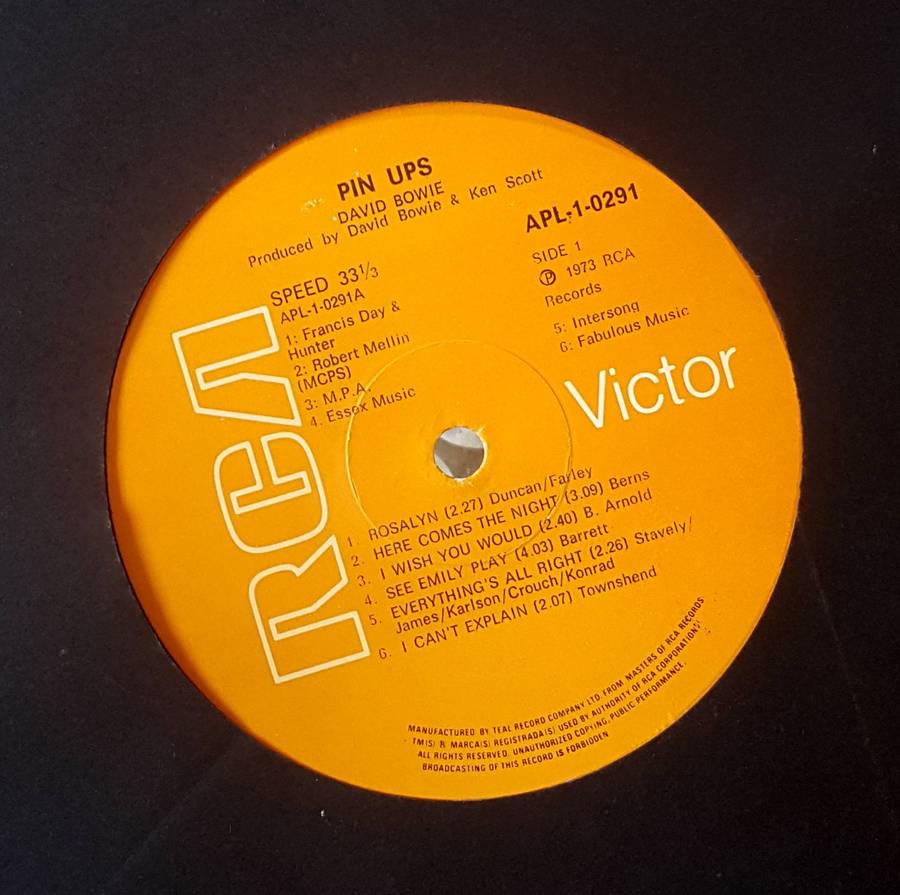 PIN UPS
DAVID BOWIE
Produced by David Bowie & Ken Scott
APL-1-0291
SPEED 33⅓
APL-1-0291A
1: Francis Day &
Hunter
2: Robert Mellin
(MCPS)
3: M.P.A.
4. Essex Music
SIDE 1
Ⓟ 1973 RCA
Records
5: Intersong
6: Fabulous Music
RCA
Victor
1. ROSALYN (2.27) Duncan/Farley
2. HERE COMES THE NIGHT (3.09) Berns
3. I WISH YOU WOULD (2.40) B. Arnold
4. SEE EMILY PLAY (4.03) Barrett
5. EVERYTHING'S ALL RIGHT (2.26) Stavely/
James/Karlson/Crouch/Konrad
6. I CAN'T EXPLAIN (2.07) Townshend
MANUFACTURED BY TEAL RECORD COMPANY LTD. FROM MASTERS OF RCA RECORDS
TM(S) ® MARCA(S) REGISTRADA(S) USED BY AUTHORITY OF RCA CORPORATION.
ALL RIGHTS RESERVED. UNAUTHORIZED COPYING, PUBLIC PERFORMANCE,
BROADCASTING OF THIS RECORD IS FORBIDDEN